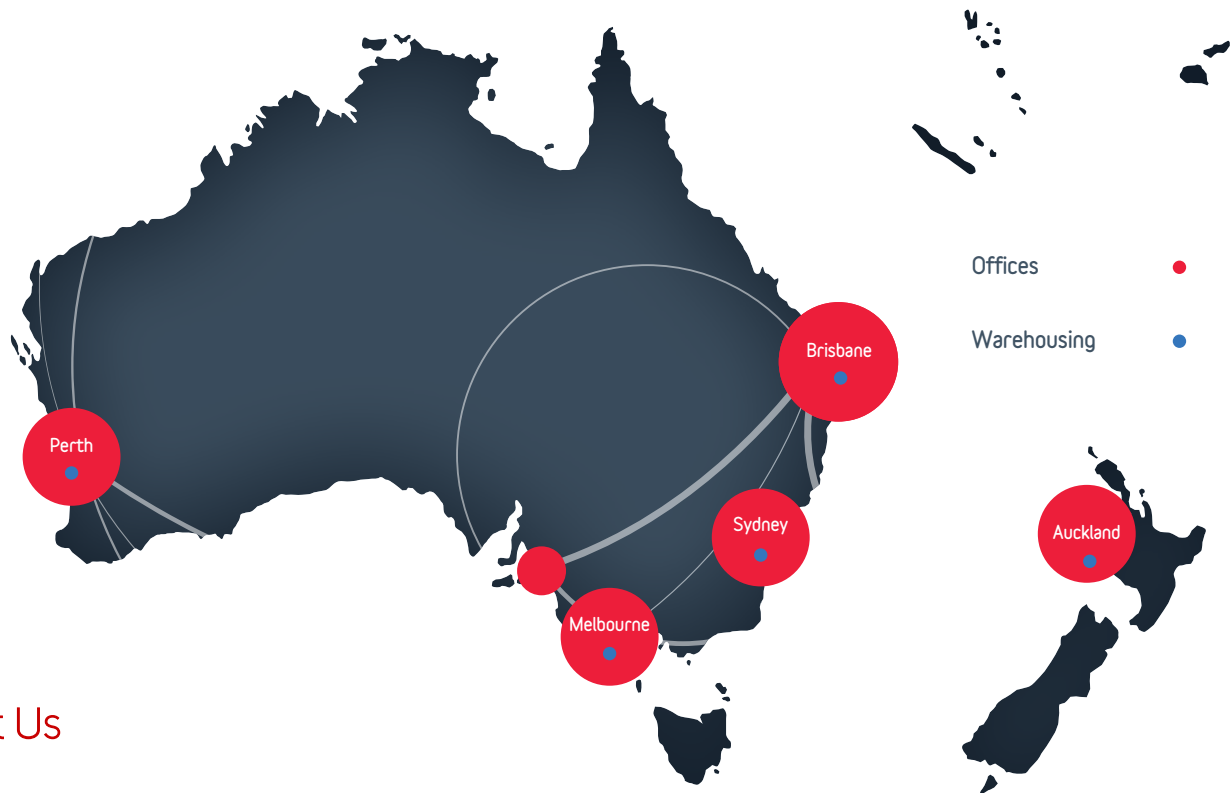 Offices
Warehousing
Brisbane
Perth
Sydney
Auckland
Melbourne
t Us